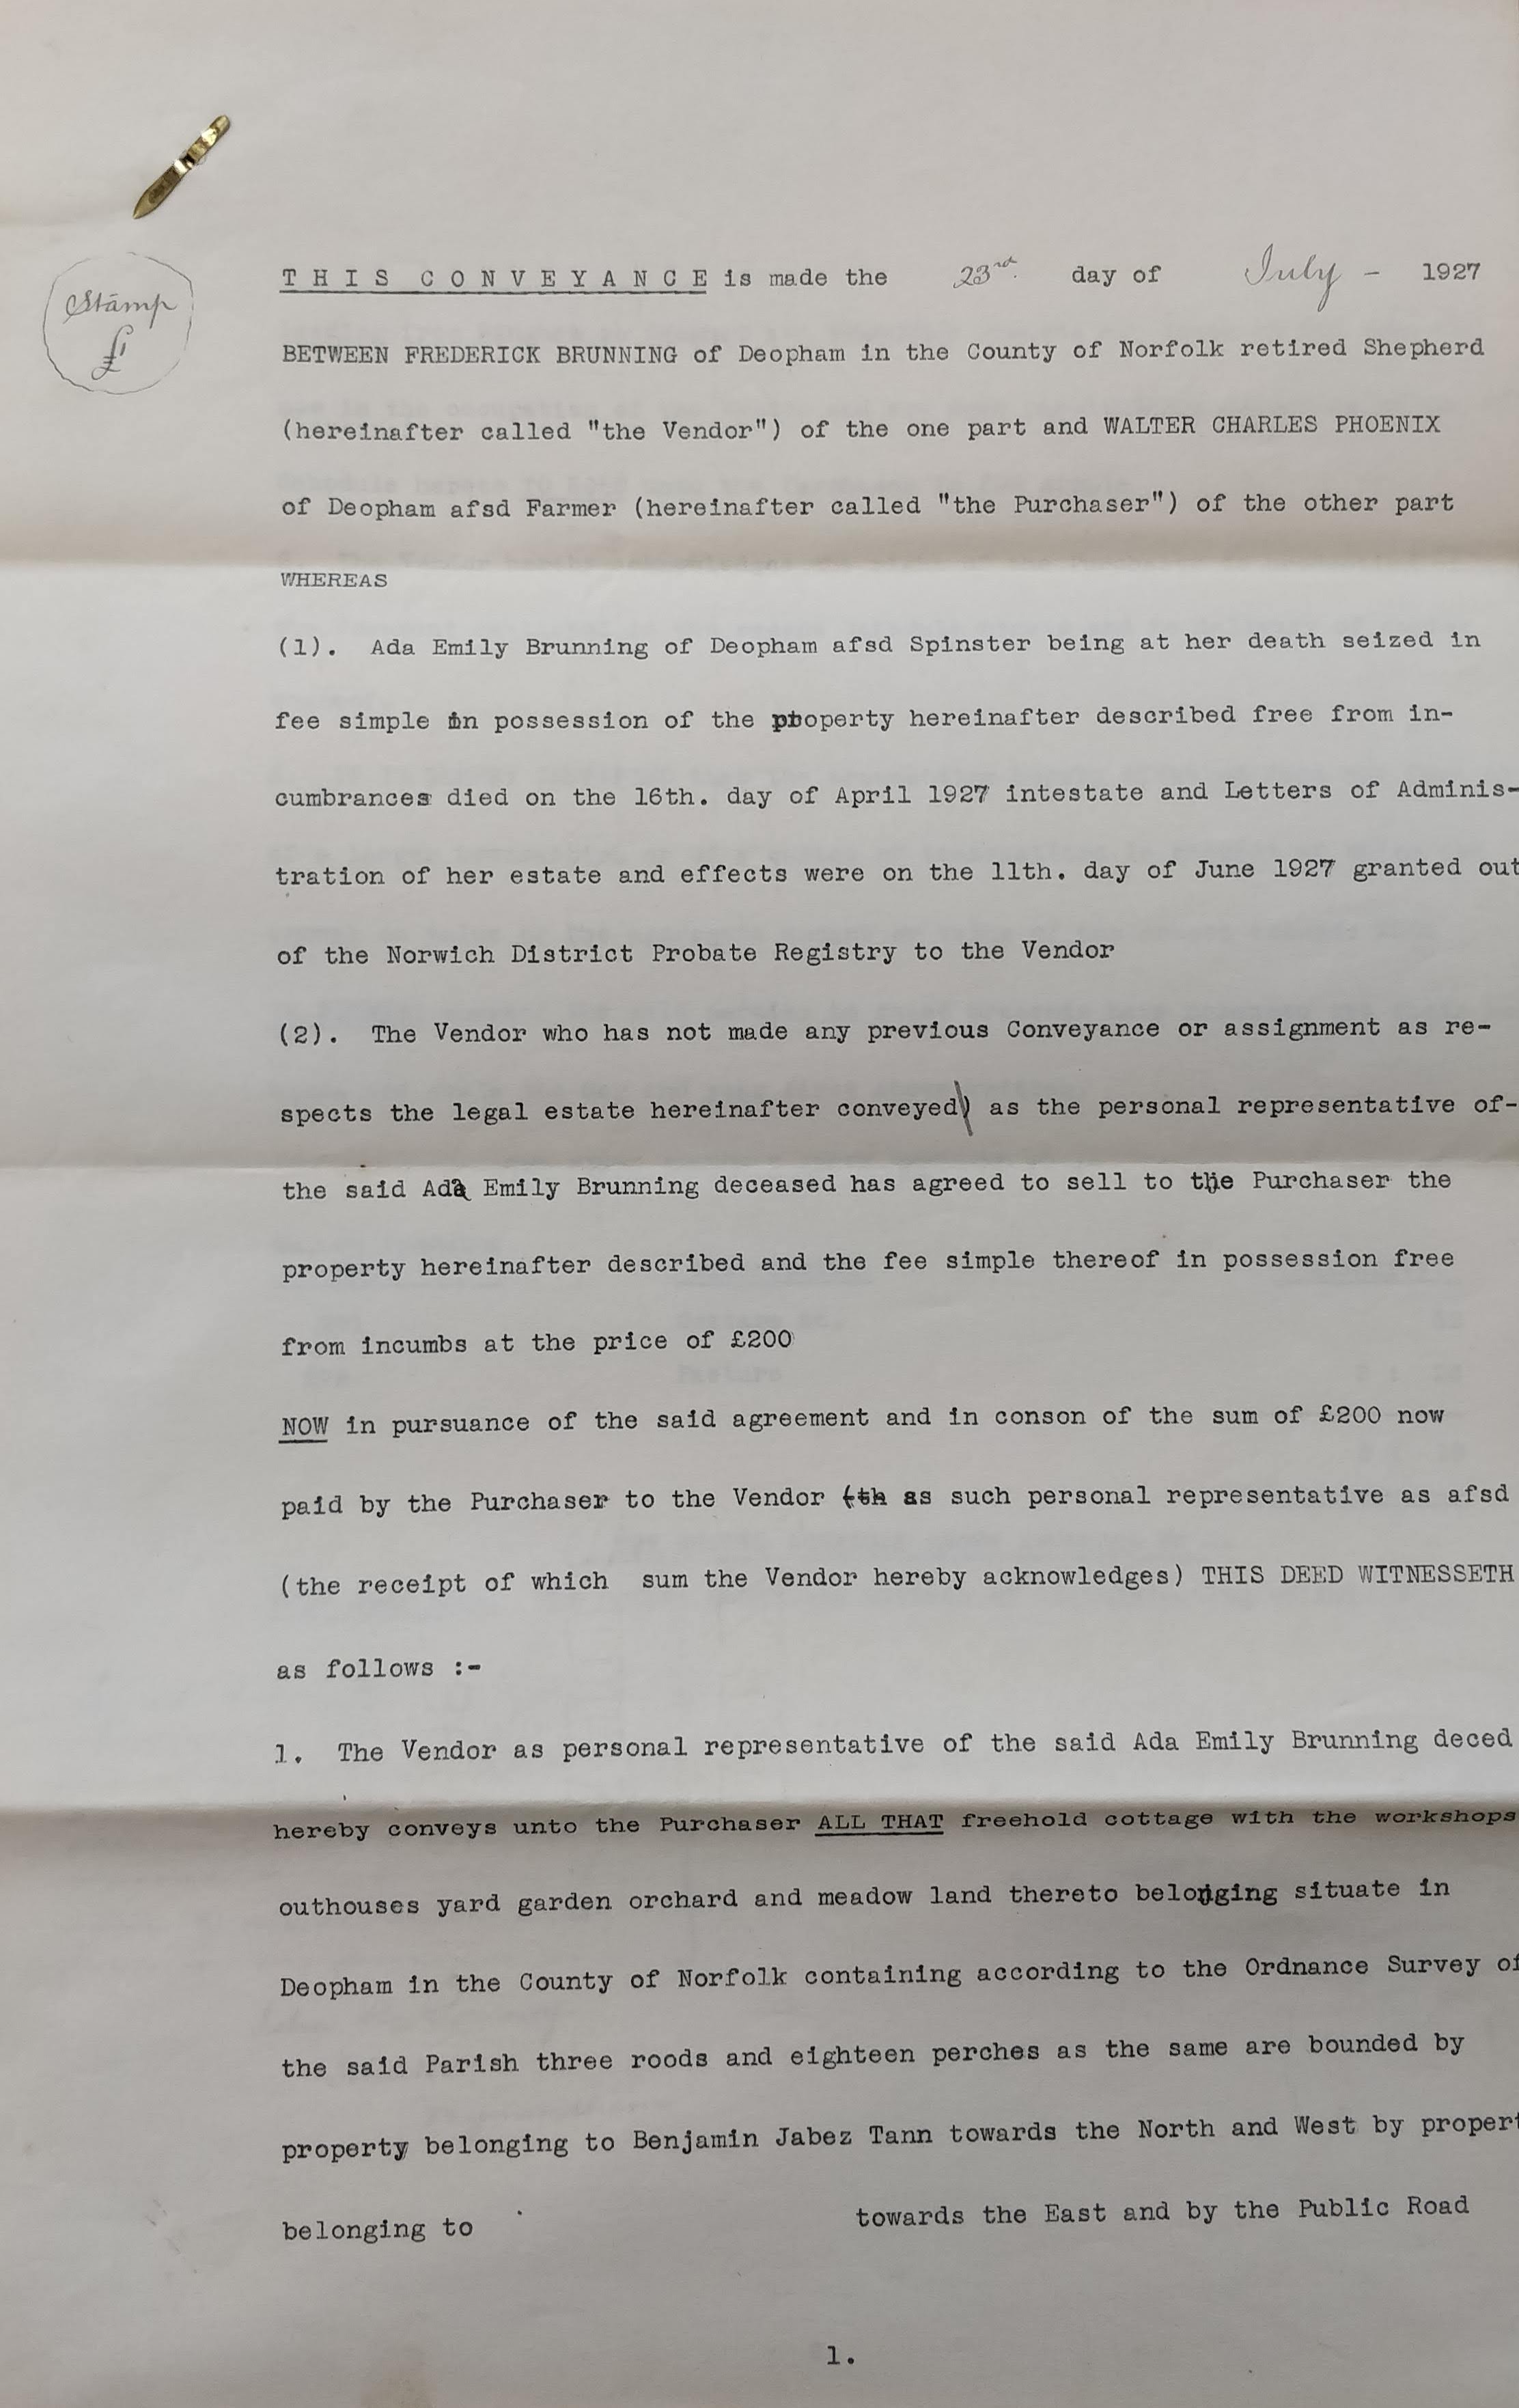 THIS CONVEYANCE is made the 23rd. day of July - 1927
Stamp
£1
BETWEEN FREDERICK BRUNNING of Deopham in the County of Norfolk retired Shepherd
(hereinafter called "the Vendor") of the one part and WALTER CHARLES PHOENIX
of Deopham afsd Farmer (hereinafter called "the Purchaser") of the other part
WHEREAS
(1). Ada Emily Brunning of Deopham afsd Spinster being at her death seized in
fee simple in possession of the property hereinafter described free from in-
cumbrances died on the 16th. day of April 1927 intestate and Letters of Adminis-
tration of her estate and effects were on the 11th. day of June 1927 granted out
of the Norwich District Probate Registry to the Vendor
(2). The Vendor who has not made any previous Conveyance or assignment as re-
spects the legal estate hereinafter conveyed) as the personal representative of-
the said Ada Emily Brunning deceased has agreed to sell to the Purchaser the
property hereinafter described and the fee simple thereof in possession free
from incumbs at the price of £200
NOW in pursuance of the said agreement and in conson of the sum of £200 now
paid by the Purchaser to the Vendor (th as such personal representative as afsd
(the receipt of which sum the Vendor hereby acknowledges) THIS DEED WITNESSETH
as follows :-
1. The Vendor as personal representative of the said Ada Emily Brunning deced
hereby conveys unto the Purchaser ALL THAT freehold cottage with the workshops
outhouses yard garden orchard and meadow land thereto belonging situate in
Deopham in the County of Norfolk containing according to the Ordnance Survey of
the said Parish three roods and eighteen perches as the same are bounded by
property belonging to Benjamin Jabez Tann towards the North and West by propert
belonging to towards the East and by the Public Road
1.